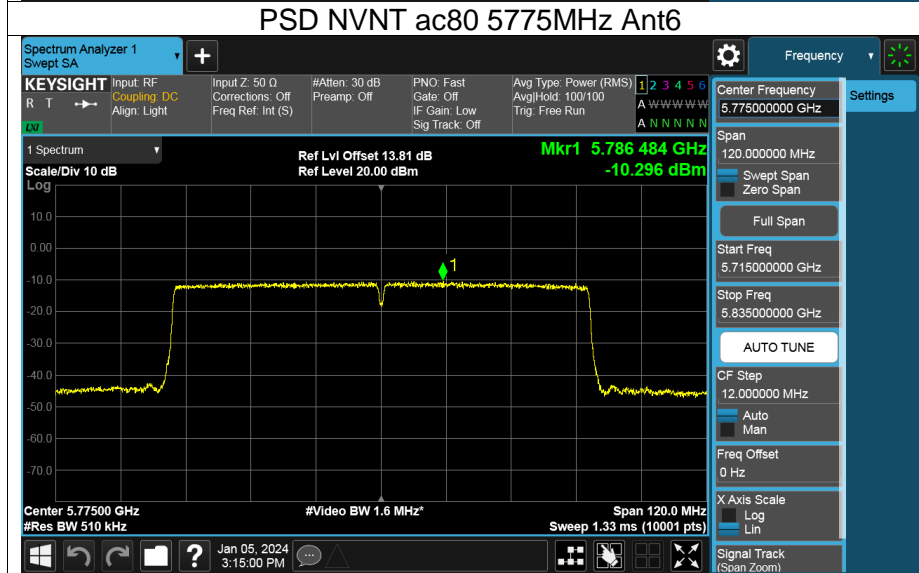 PSD NVNT ac80 5775MHz Ant6
Spectrum Analyzer 1
Swept SA
+
Frequency
KEYSIGHT
R T
LXI
Input: RF
Coupling: DC
Align: Light
Input Z: 50 Ω
Corrections: Off
Freq Ref: Int (S)
#Atten: 30 dB
Preamp: Off
PNO: Fast
Gate: Off
IF Gain: Low
Sig Track: Off
Avg Type: Power (RMS)
Avg|Hold: 100/100
Trig: Free Run
1 2 3 4 5 6
A W W W W W
A N N N N N
1 Spectrum
Scale/Div 10 dB
Log
Ref Lvl Offset 13.81 dB
Ref Level 20.00 dBm
Mkr1 5.786 484 GHz
-10.296 dBm
10.0
0.00
-10.0
-20.0
-30.0
-40.0
-50.0
-60.0
-70.0
1
Center 5.77500 GHz
#Res BW 510 kHz
#Video BW 1.6 MHz*
Span 120.0 MHz
Sweep 1.33 ms (10001 pts)
?
Jan 05, 2024
3:15:00 PM
Center Frequency
5.775000000 GHz
Span
120.000000 MHz
Swept Span
Zero Span
Full Span
Start Freq
5.715000000 GHz
Stop Freq
5.835000000 GHz
AUTO TUNE
CF Step
12.000000 MHz
Auto
Man
Freq Offset
0 Hz
X Axis Scale
Log
Lin
Signal Track
(Span Zoom)
Settings